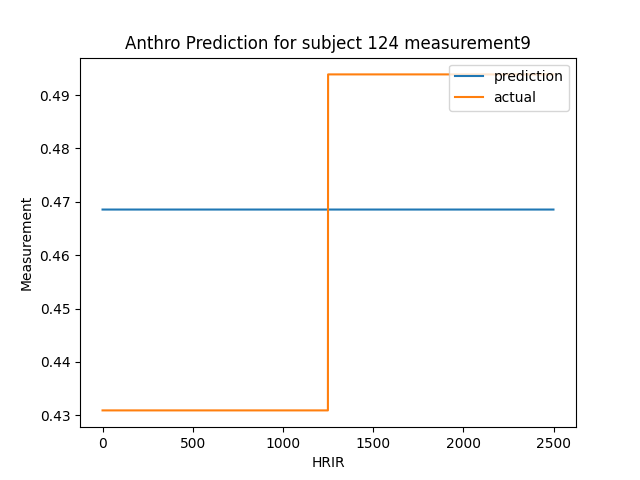 Anthro Prediction for subject 124 measurement9
prediction
actual
0.49
0.48
0.47
0.46
0.45
0.44
0.43
Measurement
0 500 1000 1500 2000 2500
HRIR